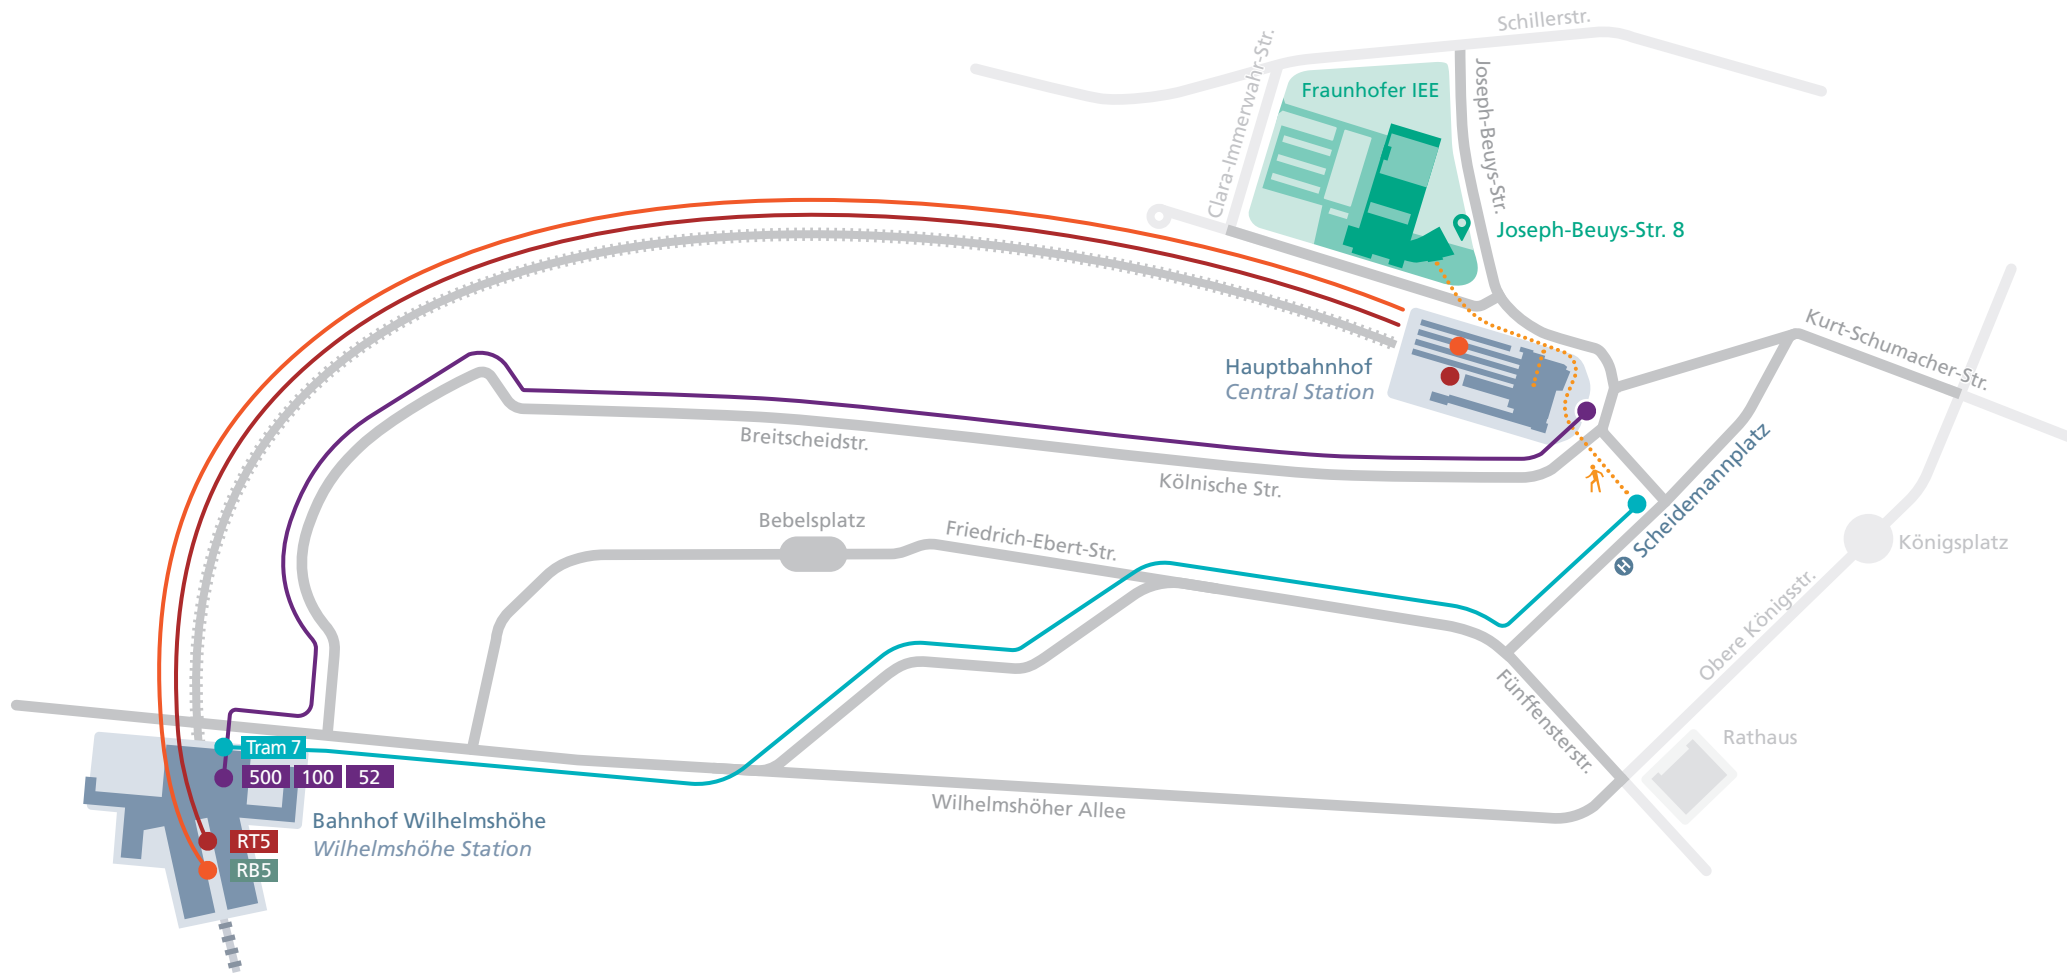 Schillerstr.
Clara-Immerwahr-Str.
Fraunhofer IEE
Joseph-Beuys-Str.
Joseph-Beuys-Str. 8
Kurt-Schumacher-Str.
Hauptbahnhof
Central Station
Breitscheidstr.
Kölnische Str.
Scheidemannplatz
H
Bebelsplatz
Friedrich-Ebert-Str.
Königsplatz
Obere Königsstr.
Fünffensterstr.
Rathaus
Tram 7
500 100 52
Wilhelmshöher Allee
Bahnhof Wilhelmshöhe
Wilhelmshöhe Station
RT5
RB5